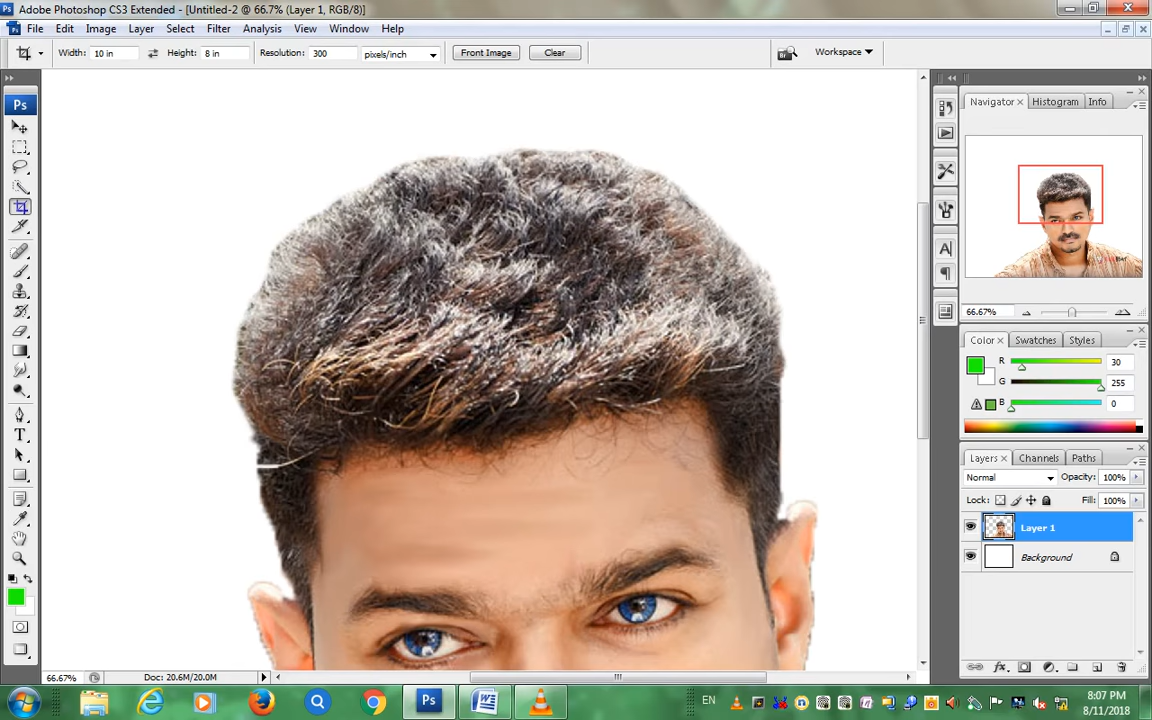 Adobe Photoshop CS3 Extended - [Untitled-2 @ 66.7% (Layer 1, RGB/8)]
Ps File Edit Image Layer Select Filter Analysis View Window Help
Width: 10 in Height: 8 in Resolution: 300 pixels/inch Front Image Clear Workspace
Ps
Navigator Histogram Info
66.67%
Color Swatches Styles
R 30
G 255
B 0
Layers Channels Paths
Normal Opacity: 100%
Lock: Fill: 100%
Layer 1
Background
T
A
66.67% Doc: 20.6M/20.0M
Ps W EN 8:07 PM
8/11/2018